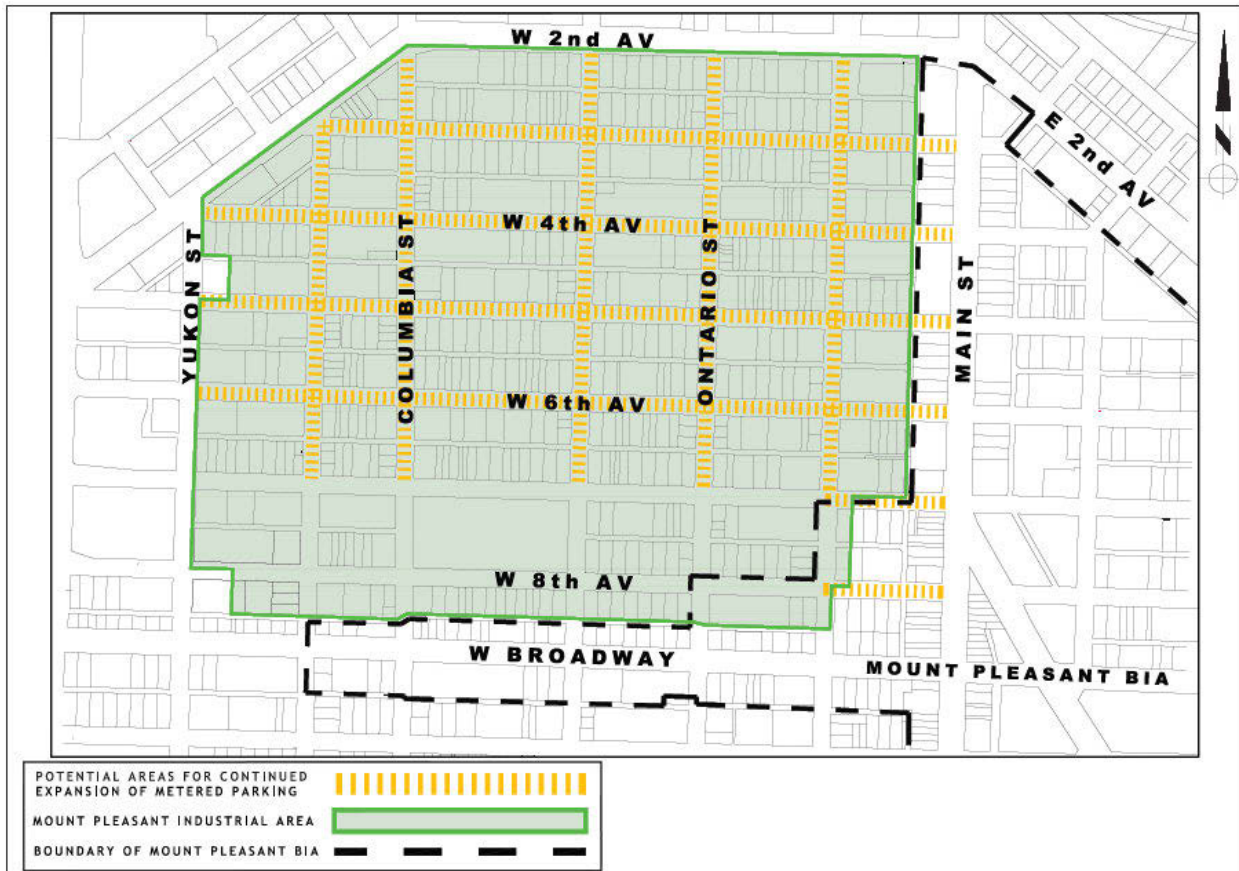 W 2nd AV
E 2nd AV
W 4th AV
YUKON ST
COLUMBIA ST
ONTARIO ST
MAIN ST
W 6th AV
W 8th AV
W BROADWAY
MOUNT PLEASANT BIA
POTENTIAL AREAS FOR CONTINUED
EXPANSION OF METERED PARKING
MOUNT PLEASANT INDUSTRIAL AREA
BOUNDARY OF MOUNT PLEASANT BIA